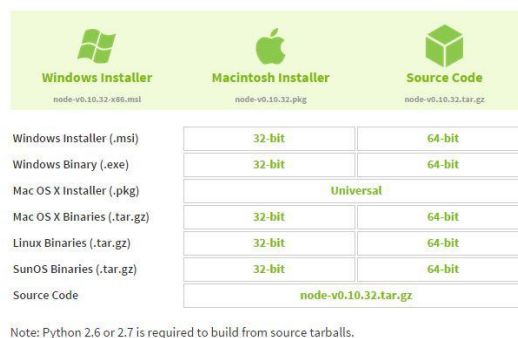 Windows Installer
Macintosh Installer
Source Code
node-v0.10.32-x86.msi
node-v0.10.32.pkg
node-v0.10.32.tar.gz
Windows Installer (.msi) 32-bit 64-bit
Windows Binary (.exe) 32-bit 64-bit
Mac OS X Installer (.pkg) Universal
Mac OS X Binaries (.tar.gz) 32-bit 64-bit
Linux Binaries (.tar.gz) 32-bit 64-bit
SunOS Binaries (.tar.gz) 32-bit 64-bit
Source Code node-v0.10.32.tar.gz
Note: Python 2.6 or 2.7 is required to build from source tarballs.